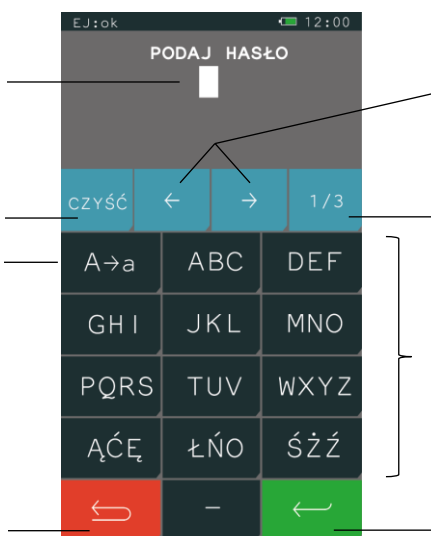 EJ:ok 12:00
PODAJ HASŁO
CZYŚĆ ← → 1/3
A→a ABC DEF
GHI JKL MNO
PQRS TUV WXYZ
ĄĆĘ ŁŃO ŚŻŹ
–